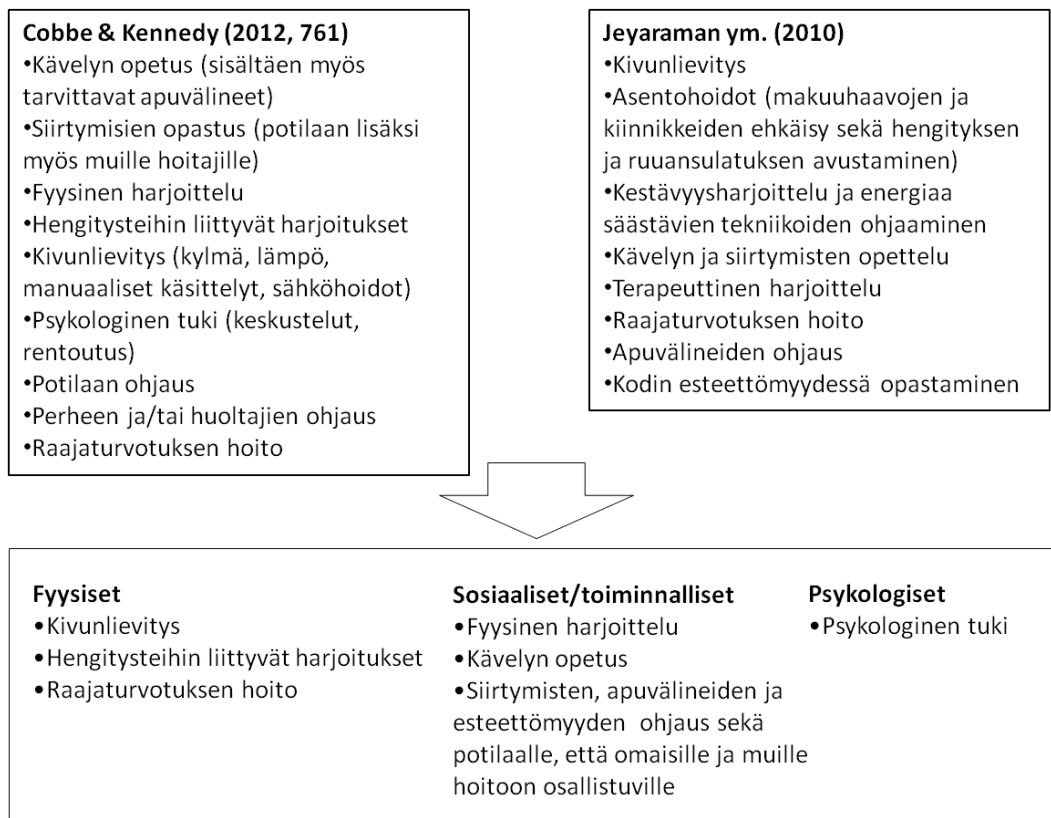 Cobbe & Kennedy (2012, 761)
•Kävelyn opetus (sisältäen myös
tarvittavat apuvälineet)
•Siirtymisien opastus (potilaan lisäksi
myös muille hoitajille)
•Fyysinen harjoittelu
•Hengitysteihin liittyvät harjoitukset
•Kivunlievitys (kylmä, lämpö,
manuaaliset käsittelyt, sähköhoidot)
•Psykologinen tuki (keskustelut,
rentoutus)
•Potilaan ohjaus
•Perheen ja/tai huoltajien ohjaus
•Raajaturvotuksen hoito
Jeyaraman ym. (2010)
•Kivunlievitys
•Asentohoidot (makuuhaavojen ja
kiinnikkeiden ehkäisy sekä hengityksen
ja ruuansulatuksen avustaminen)
•Kestävyysharjoittelu ja energiaa
säästävien tekniikoiden ohjaaminen
•Kävelyn ja siirtymisten opettelu
•Terapeuttinen harjoittelu
•Raajaturvotuksen hoito
•Apuvälineiden ohjaus
•Kodin esteettömyydessä opastaminen
Fyysiset
•Kivunlievitys
•Hengitysteihin liittyvät harjoitukset
•Raajaturvotuksen hoito
Sosiaaliset/toiminnalliset
•Fyysinen harjoittelu
•Kävelyn opetus
•Siirtymisten, apuvälineiden ja
esteettömyyden ohjaus sekä
potilaalle, että omaisille ja muille
hoitoon osallistuville
Psykologiset
•Psykologinen tuki